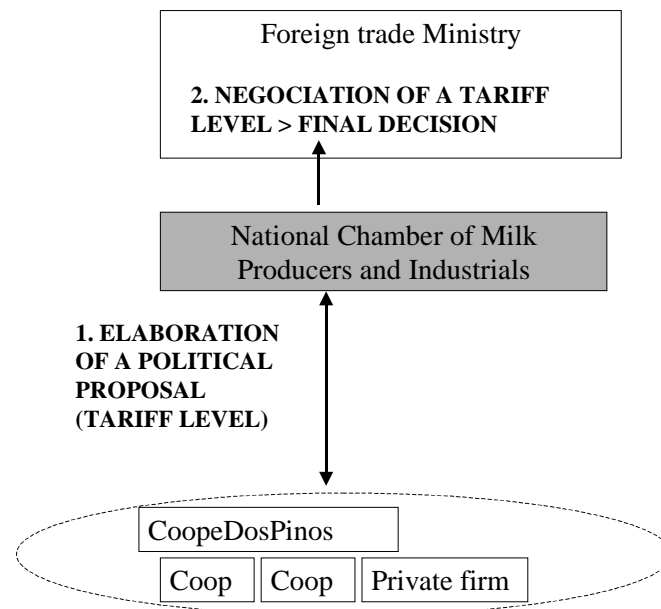 Foreign trade Ministry
2. NEGOCIATION OF A TARIFF
LEVEL > FINAL DECISION
National Chamber of Milk
Producers and Industrials
1. ELABORATION
OF A POLITICAL
PROPOSAL
(TARIFF LEVEL)
CoopeDosPinos
Coop Coop Private firm